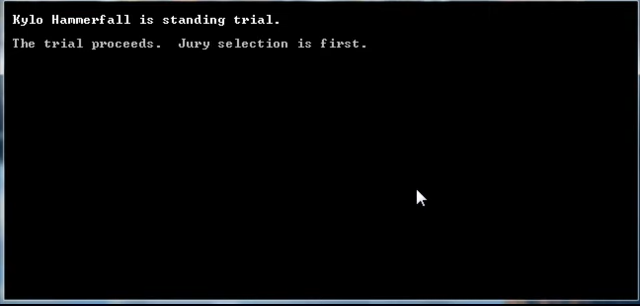 Kylo Hammerfall is standing trial.
The trial proceeds.  Jury selection is first.